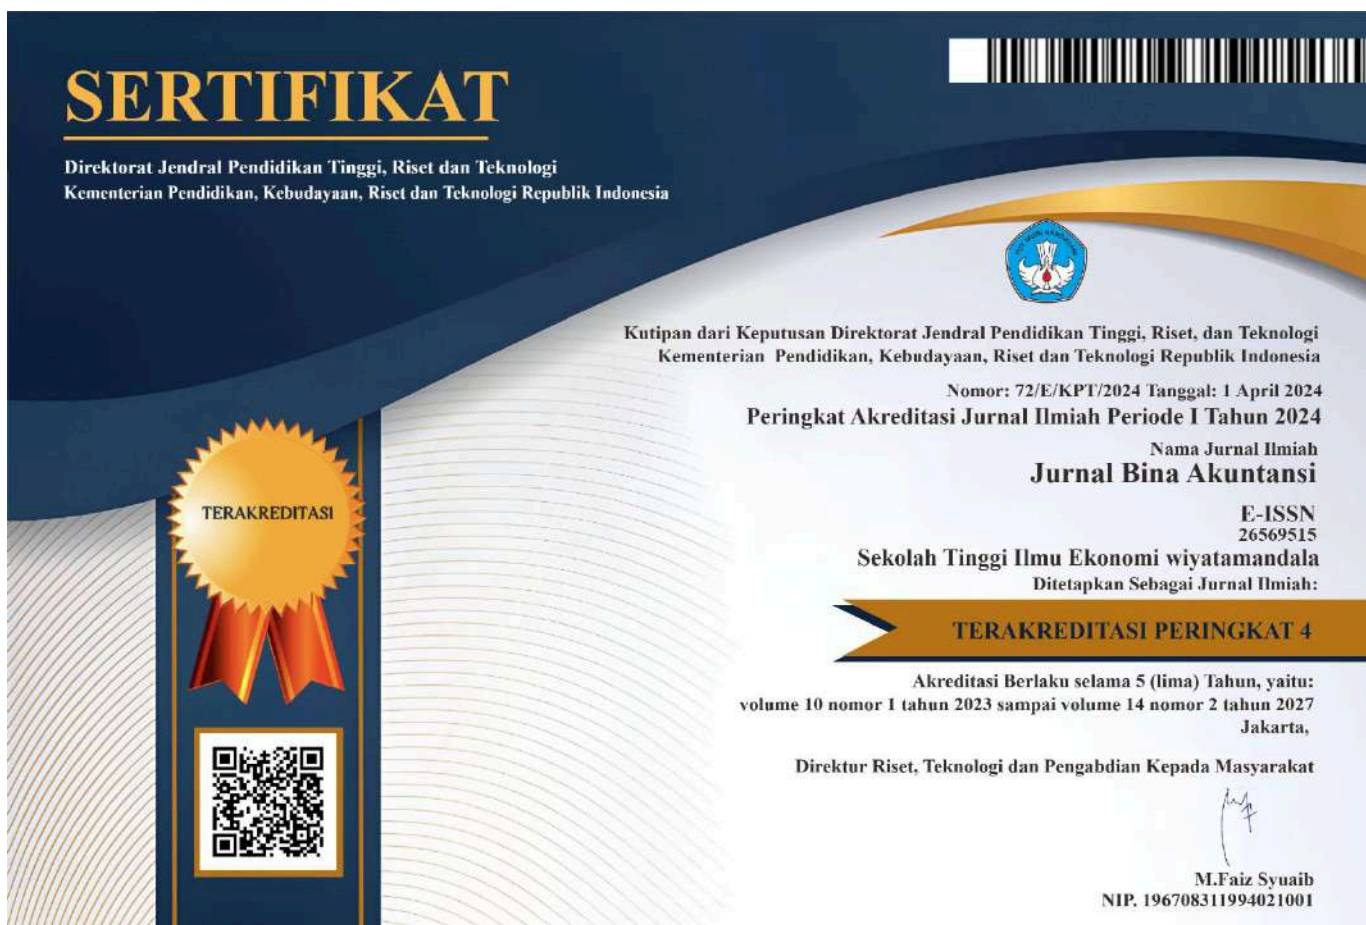 SERTIFIKAT
Direktorat Jendral Pendidikan Tinggi, Riset dan Teknologi
Kementerian Pendidikan, Kebudayaan, Riset dan Teknologi Republik Indonesia
TUT WURI HANDAYANI
Kutipan dari Keputusan Direktorat Jendral Pendidikan Tinggi, Riset, dan Teknologi
Kementerian Pendidikan, Kebudayaan, Riset dan Teknologi Republik Indonesia
Nomor: 72/E/KPT/2024 Tanggal: 1 April 2024
Peringkat Akreditasi Jurnal Ilmiah Periode I Tahun 2024
Nama Jurnal Ilmiah
Jurnal Bina Akuntansi
E-ISSN
26569515
Sekolah Tinggi Ilmu Ekonomi wiyatamandala
Ditetapkan Sebagai Jurnal Ilmiah:
TERAKREDITASI PERINGKAT 4
Akreditasi Berlaku selama 5 (lima) Tahun, yaitu:
volume 10 nomor 1 tahun 2023 sampai volume 14 nomor 2 tahun 2027
Jakarta,
Direktur Riset, Teknologi dan Pengabdian Kepada Masyarakat
M.Faiz Syuaib
NIP. 196708311994021001
TERAKREDITASI